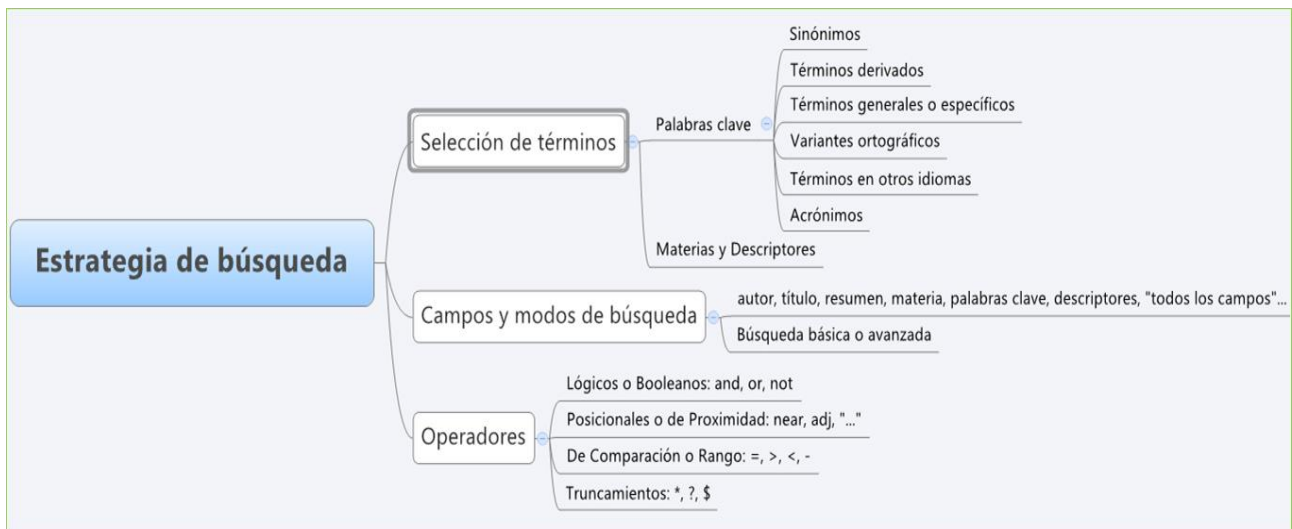 Estrategia de búsqueda
Selección de términos
Palabras clave
Sinónimos
Términos derivados
Términos generales o específicos
Variantes ortográficos
Términos en otros idiomas
Acrónimos
Materias y Descriptores
Campos y modos de búsqueda
autor, título, resumen, materia, palabras clave, descriptores, "todos los campos"...
Búsqueda básica o avanzada
Operadores
Lógicos o Booleanos: and, or, not
Posicionales o de Proximidad: near, adj, "..."
De Comparación o Rango: =, >, <, -
Truncamientos: *, ?, $